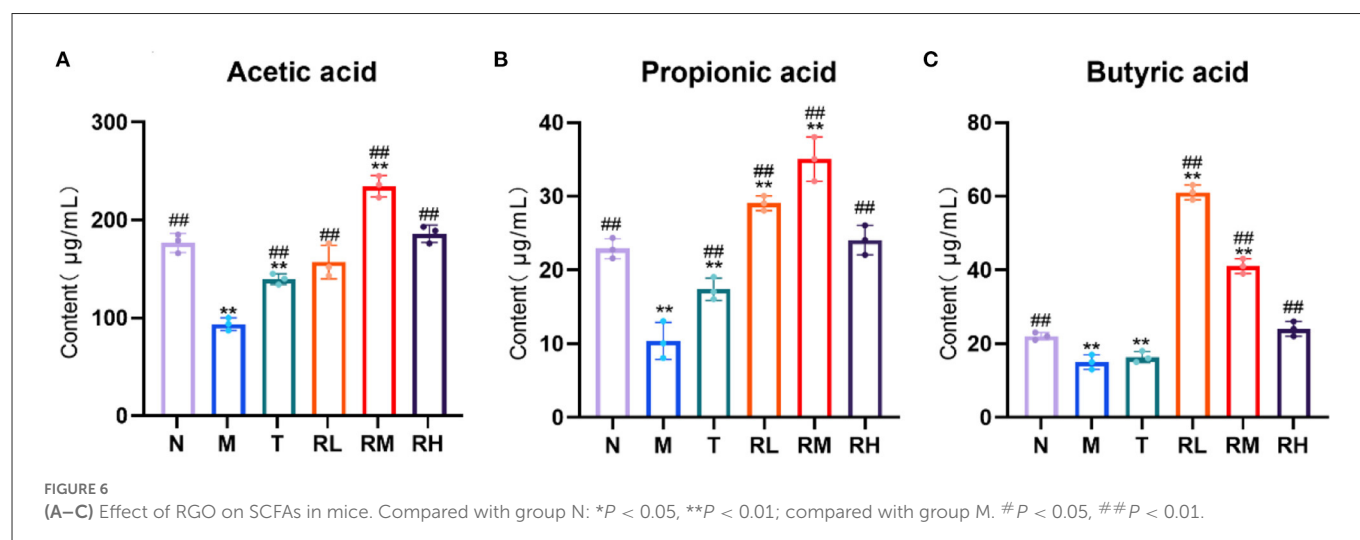 A
Acetic acid
Content( μg/mL)
300
200
100
0
##
**
##
**
##
##
**
##
N M T RL RM RH
B
Propionic acid
Content( μg/mL)
40
30
20
10
0
##
**
##
**
##
**
##
**
##
N M T RL RM RH
C
Butyric acid
Content( μg/mL)
80
60
40
20
0
##
**
**
##
**
##
**
##
N M T RL RM RH
FIGURE 6
(A–C) Effect of RGO on SCFAs in mice. Compared with group N: *P < 0.05, **P < 0.01; compared with group M. #P < 0.05, ##P < 0.01.